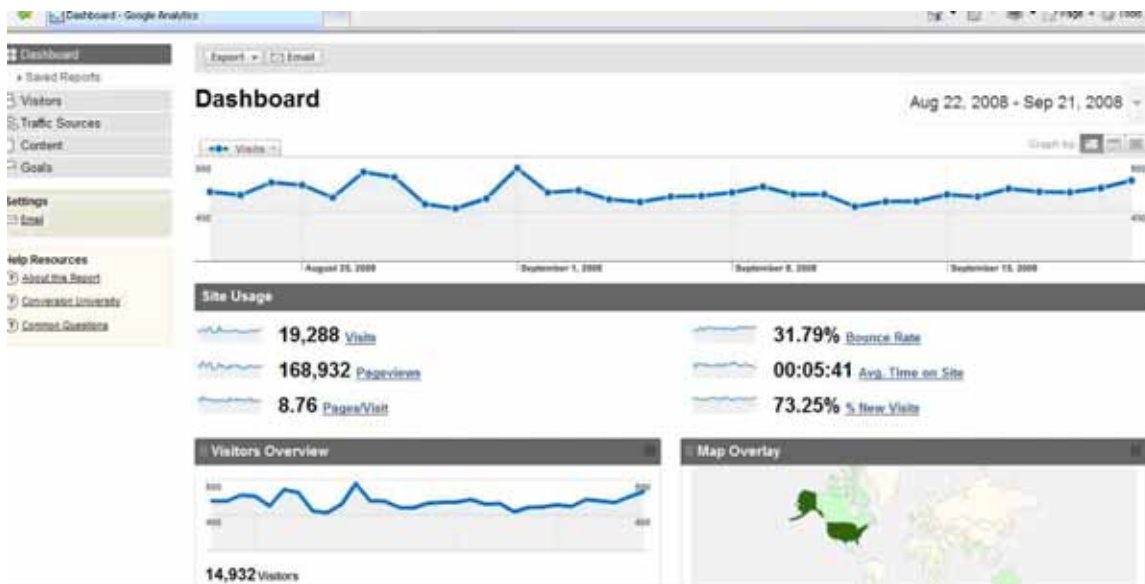 Dashboard - Google Analytics
Page
Tools
Dashboard
Saved Reports
Visitors
Traffic Sources
Content
Goals
Settings
Email
Help Resources
About this Report
Conversion University
Common Questions
Export
Email
Dashboard
Aug 22, 2008 - Sep 21, 2008
Visits
Graph by:
August 25, 2008
September 1, 2008
September 8, 2008
September 15, 2008
Site Usage
19,288 Visits
168,932 Pageviews
8.76 Pages/Visit
31.79% Bounce Rate
00:05:41 Avg. Time on Site
73.25% % New Visits
Visitors Overview
14,932 Visitors
Map Overlay